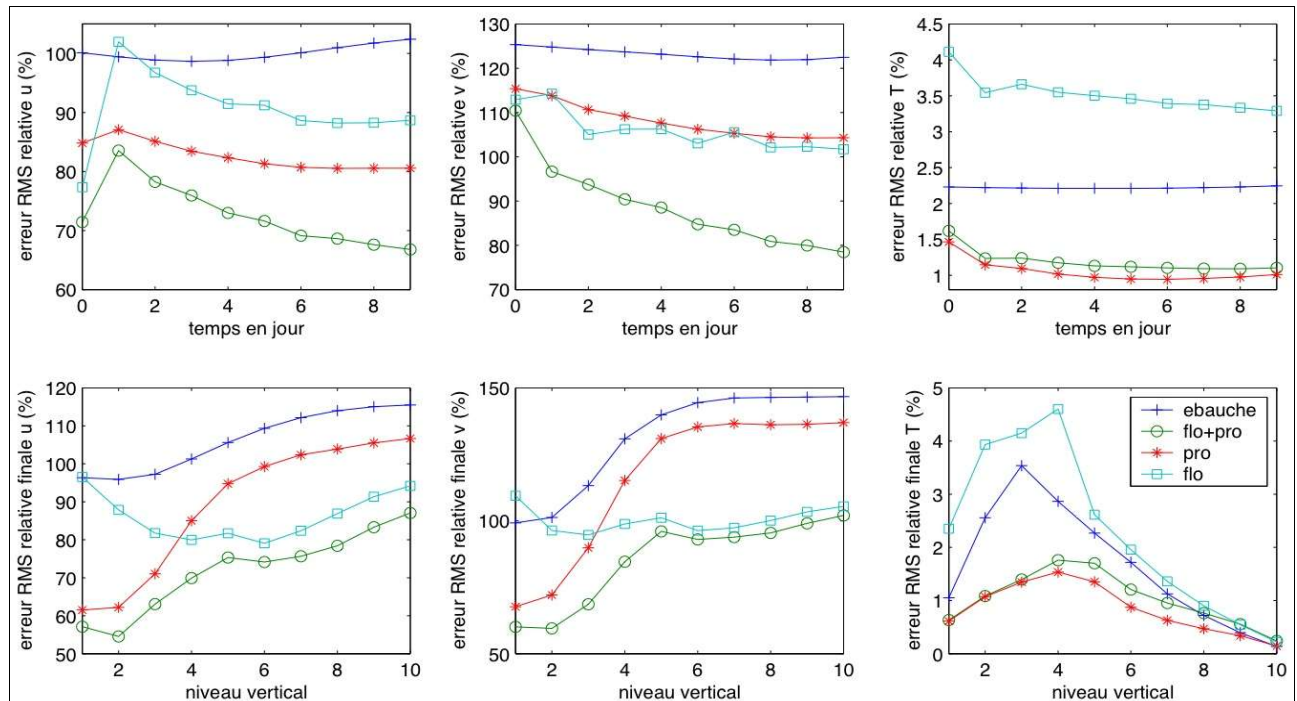 erreur RMS relative u (%)
100
90
80
70
60
0 2 4 6 8
temps en jour
erreur RMS relative v (%)
130
120
110
100
90
80
70
0 2 4 6 8
temps en jour
erreur RMS relative T (%)
4.5
4
3.5
3
2.5
2
1.5
1
0 2 4 6 8
temps en jour
erreur RMS relative finale u (%)
120
110
100
90
80
70
60
50
2 4 6 8 10
niveau vertical
erreur RMS relative finale v (%)
150
100
50
2 4 6 8 10
niveau vertical
erreur RMS relative finale T (%)
5
4
3
2
1
0
2 4 6 8 10
niveau vertical
ebauche
flo+pro
pro
flo